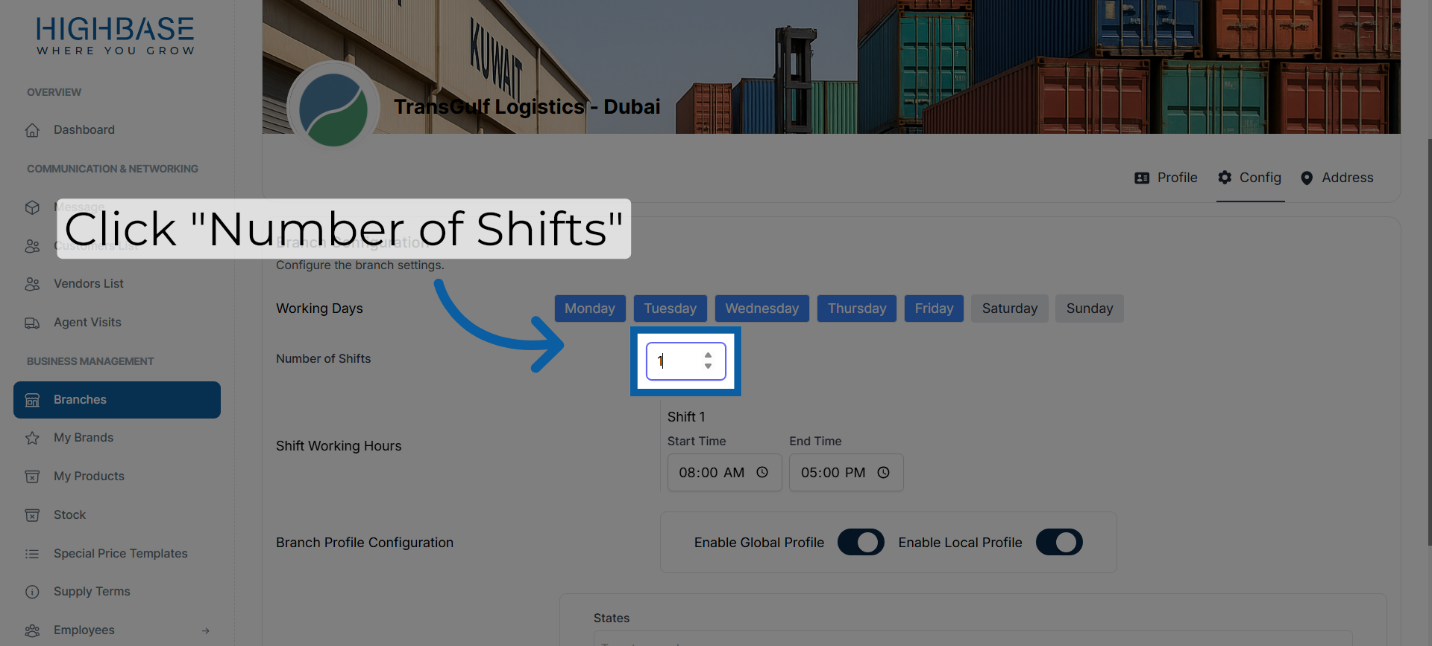 HIGHBASE
WHERE YOU GROW
OVERVIEW
Dashboard
COMMUNICATION & NETWORKING
Message
Customers List
Vendors List
Agent Visits
BUSINESS MANAGEMENT
Branches
My Brands
My Products
Stock
Special Price Templates
Supply Terms
Employees
KUWAIT
TransGulf Logistics - Dubai
Profile
Config
Address
Click "Number of Shifts"
Branch Configuration
Configure the branch settings.
Working Days
Monday
Tuesday
Wednesday
Thursday
Friday
Saturday
Sunday
Number of Shifts
1
Shift Working Hours
Shift 1
Start Time
End Time
08:00 AM
05:00 PM
Branch Profile Configuration
Enable Global Profile
Enable Local Profile
States